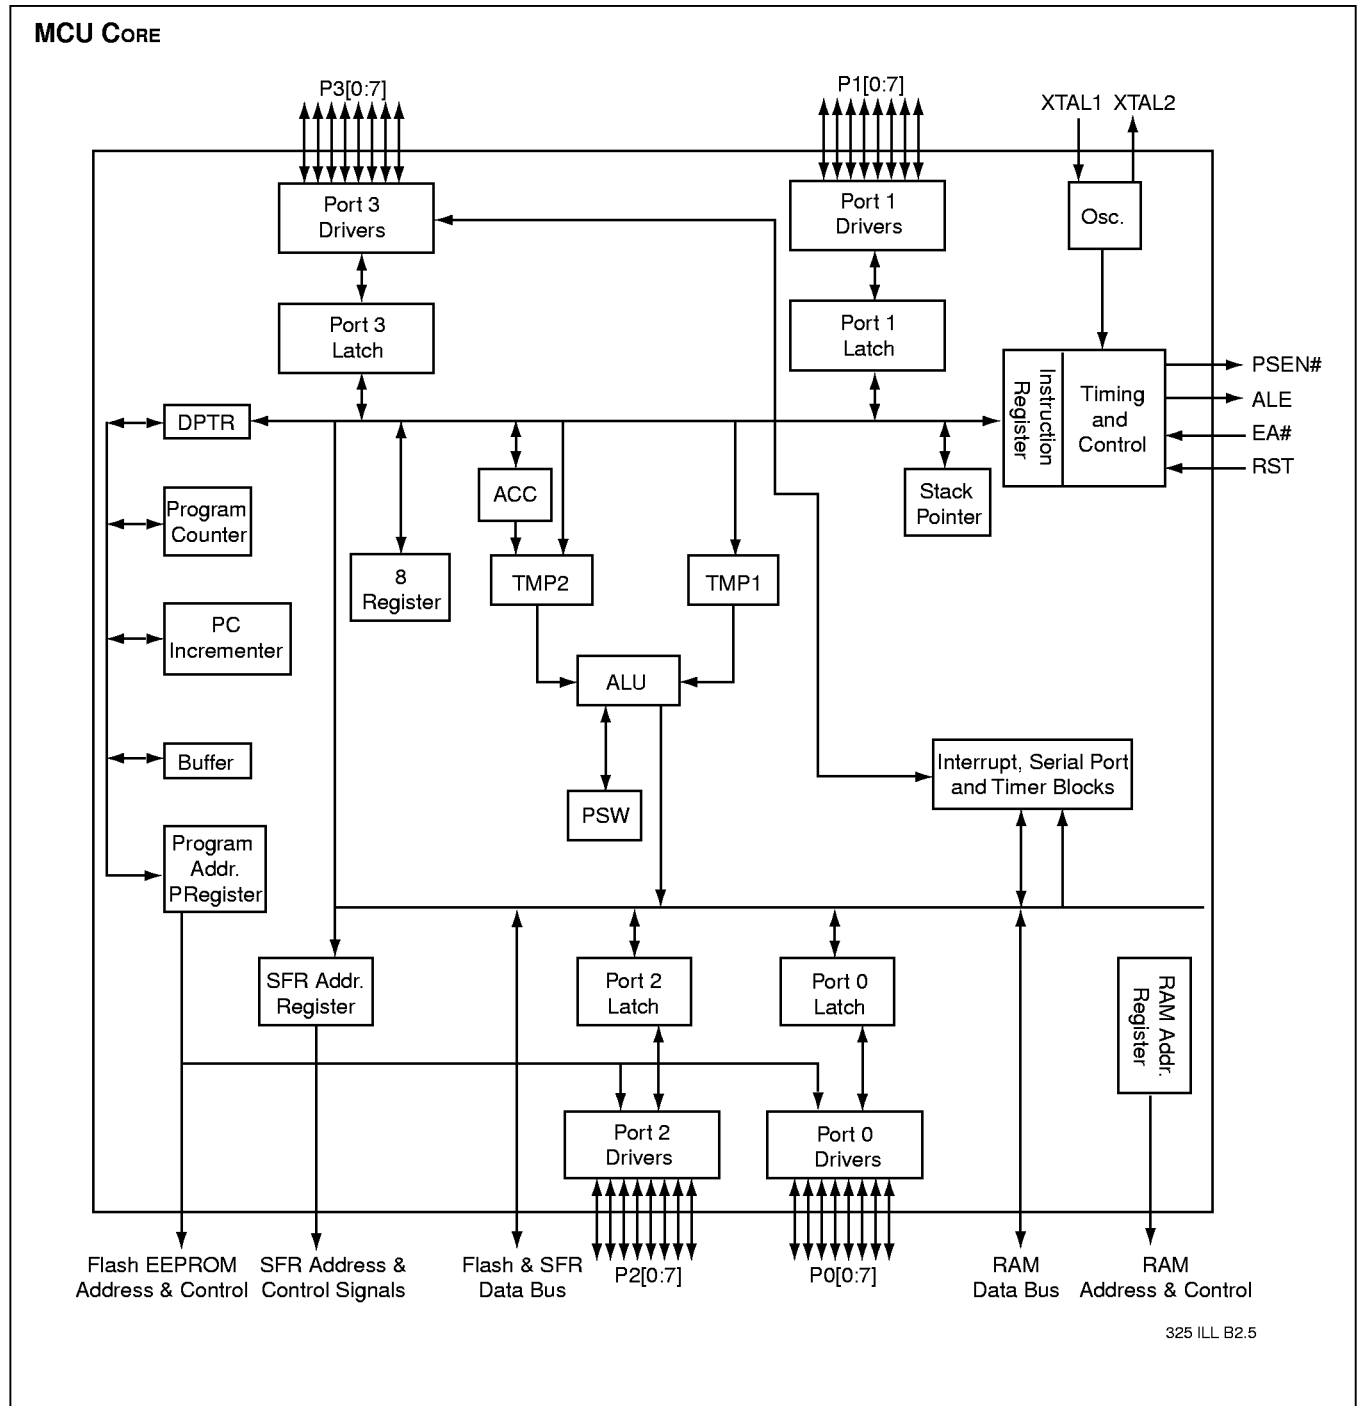 MCU CORE
P3[0:7]
P1[0:7]
XTAL1 XTAL2
Port 3
Drivers
Port 1
Drivers
Osc.
Port 3
Latch
Port 1
Latch
Instruction
Register
Timing
and
Control
PSEN#
ALE
EA#
RST
DPTR
ACC
Stack
Pointer
Program
Counter
8
Register
TMP2
TMP1
PC
Incrementer
ALU
Buffer
PSW
Interrupt, Serial Port
and Timer Blocks
Program
Addr.
PRegister
SFR Addr.
Register
Port 2
Latch
Port 0
Latch
RAM Addr.
Register
Port 2
Drivers
Port 0
Drivers
Flash EEPROM
Address & Control
SFR Address &
Control Signals
Flash & SFR
Data Bus
P2[0:7]
P0[0:7]
RAM
Data Bus
RAM
Address & Control
325 ILL B2.5